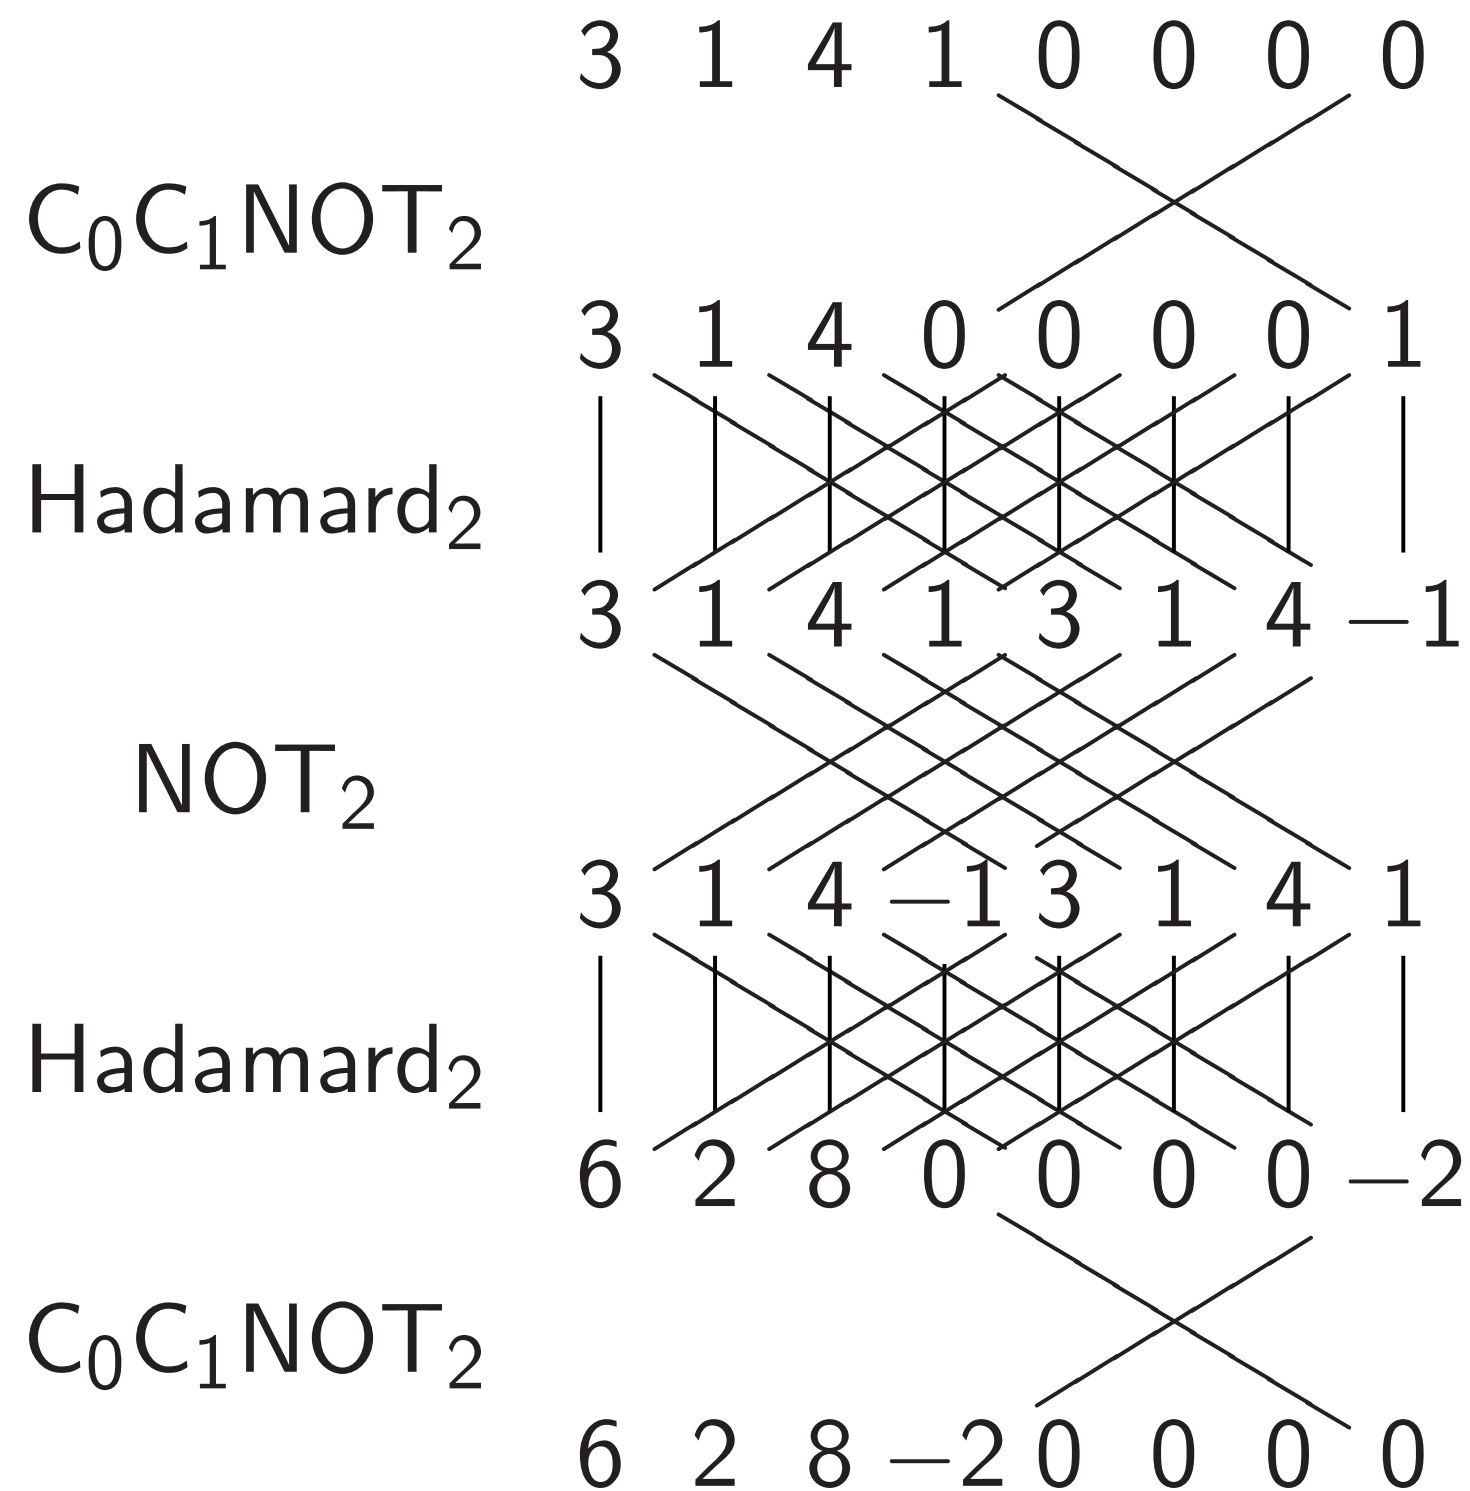 3 1 4 1 0 0 0 0
C₀C₁NOT₂
3 1 4 0 0 0 0 1
Hadamard₂
3 1 4 1 3 1 4 −1
NOT₂
3 1 4 −1 3 1 4 1
Hadamard₂
6 2 8 0 0 0 0 −2
C₀C₁NOT₂
6 2 8 −2 0 0 0 0